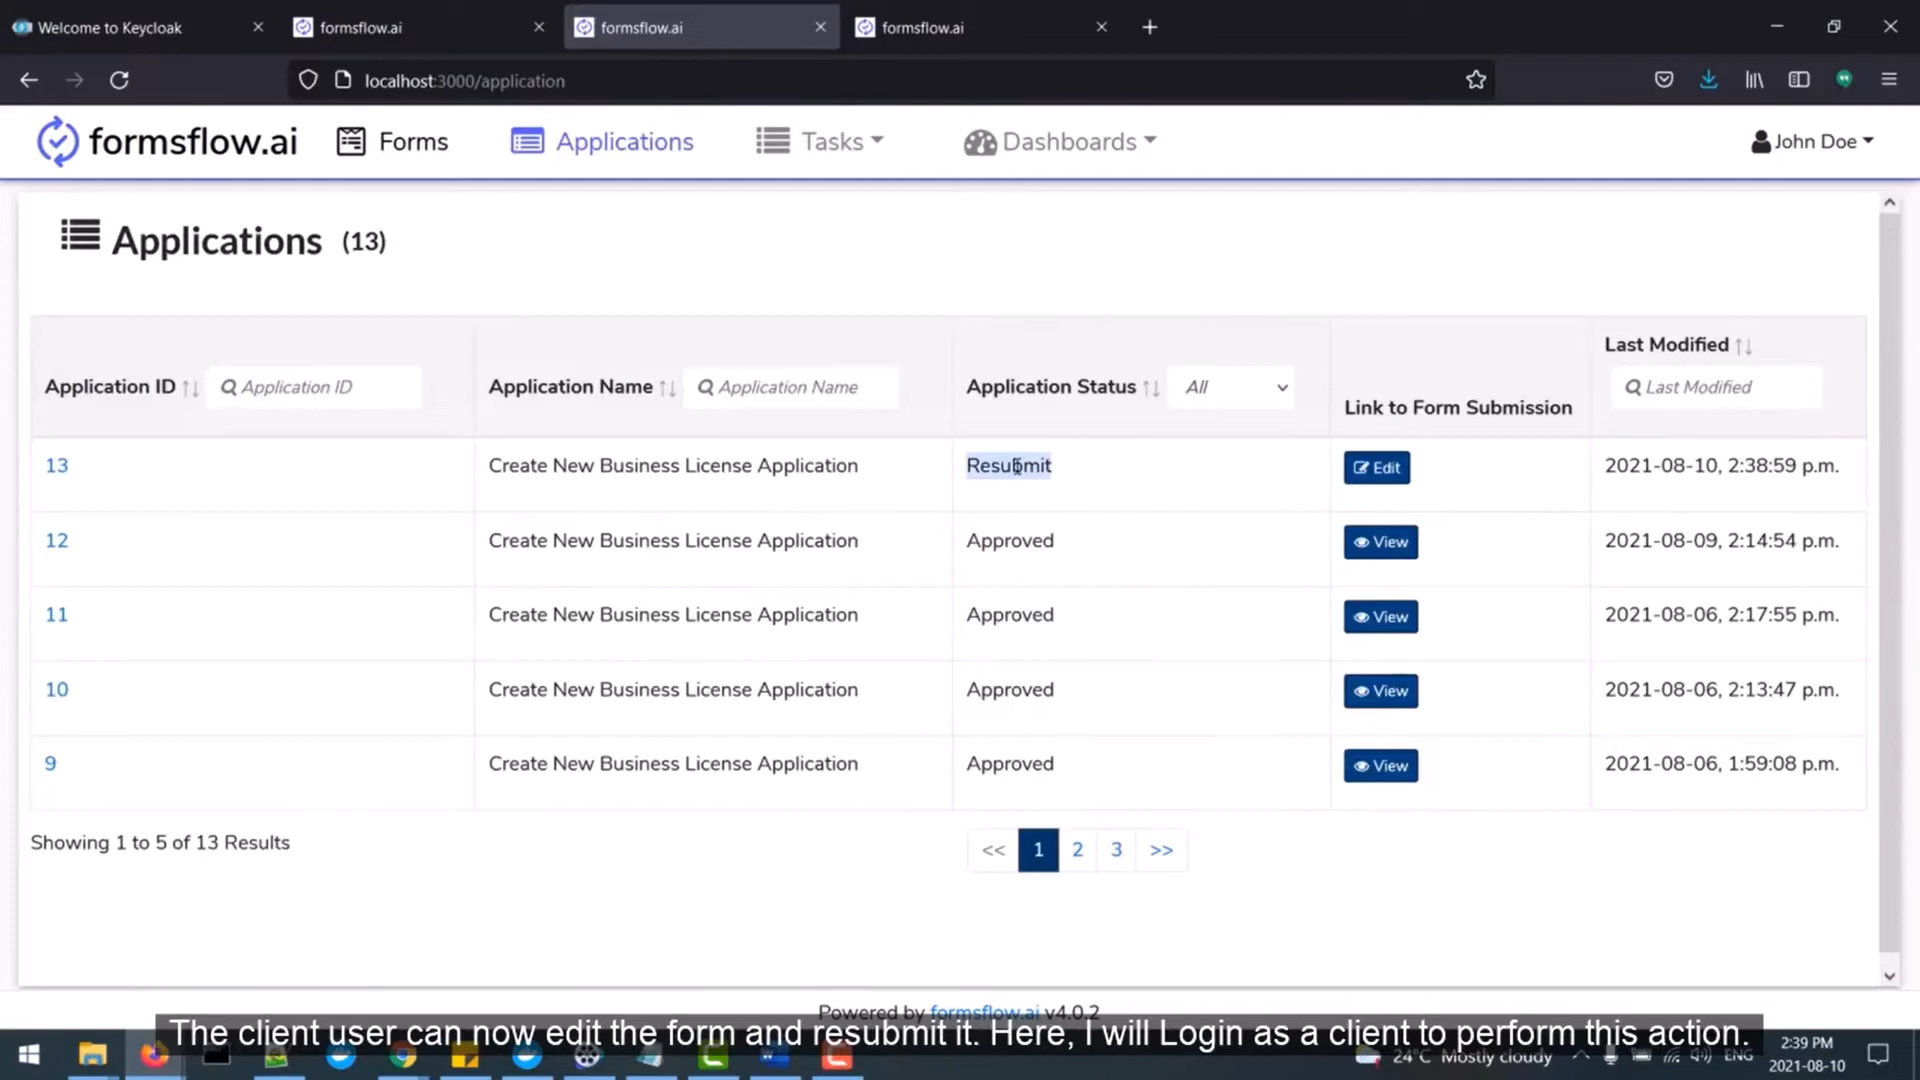 Welcome to Keycloak
formsflow.ai
formsflow.ai
formsflow.ai
localhost:3000/application
formsflow.ai Forms Applications Tasks Dashboards John Doe
Applications (13)
Application ID Application ID Application Name Application Name Application Status All Link to Form Submission Last Modified Last Modified
13 Create New Business License Application Resubmit Edit 2021-08-10, 2:38:59 p.m.
12 Create New Business License Application Approved View 2021-08-09, 2:14:54 p.m.
11 Create New Business License Application Approved View 2021-08-06, 2:17:55 p.m.
10 Create New Business License Application Approved View 2021-08-06, 2:13:47 p.m.
9 Create New Business License Application Approved View 2021-08-06, 1:59:08 p.m.
Showing 1 to 5 of 13 Results << 1 2 3 >>
Powered by formsflow.ai v4.0.2
The client user can now edit the form and resubmit it. Here, I will Login as a client to perform this action.
24°C Mostly cloudy ENG 2:39 PM
2021-08-10